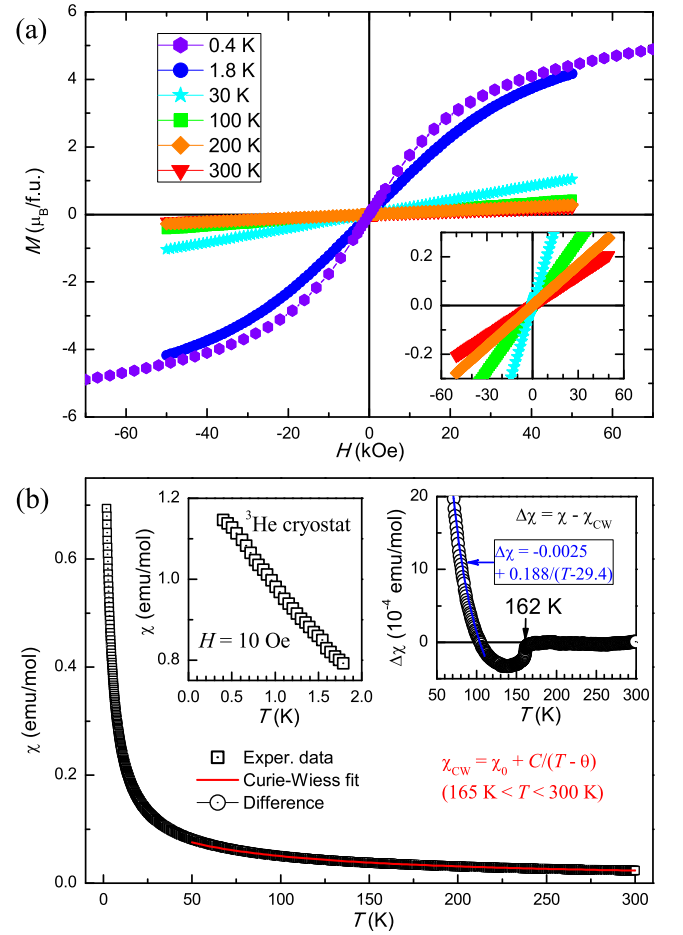 (a)
6
4
2
0
-2
-4
-6
M (μB/f.u.)
0.4 K
1.8 K
30 K
100 K
200 K
300 K
0.2
0.0
-0.2
-60 -30 0 30 60
-60 -40 -20 0 20 40 60
H (kOe)
(b)
0.6
0.4
0.2
0.0
χ (emu/mol)
1.2
1.0
0.8
χ (emu/mol)
³He cryostat
H = 10 Oe
0.0 0.5 1.0 1.5 2.0
T (K)
20
10
0
Δχ (10⁻⁴ emu/mol)
Δχ = χ - χCW
Δχ = -0.0025
+ 0.188/(T-29.4)
162 K
50 100 150 200 250 300
T (K)
Exper. data
Curie-Wiess fit
Difference
χCW = χ0 + C/(T - θ)
(165 K < T < 300 K)
0 50 100 150 200 250 300
T (K)